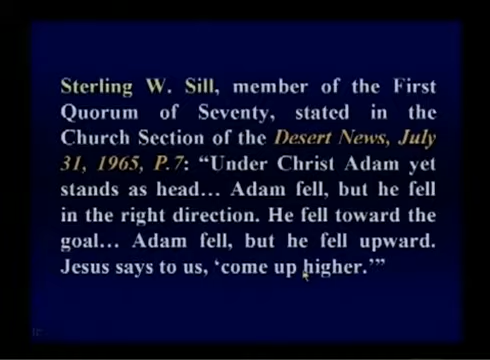 Sterling W. Sill, member of the First
Quorum of Seventy, stated in the
Church Section of the Desert News, July
31, 1965, P.7: “Under Christ Adam yet
stands as head... Adam fell, but he fell
in the right direction. He fell toward the
goal... Adam fell, but he fell upward.
Jesus says to us, ‘come up higher.’”